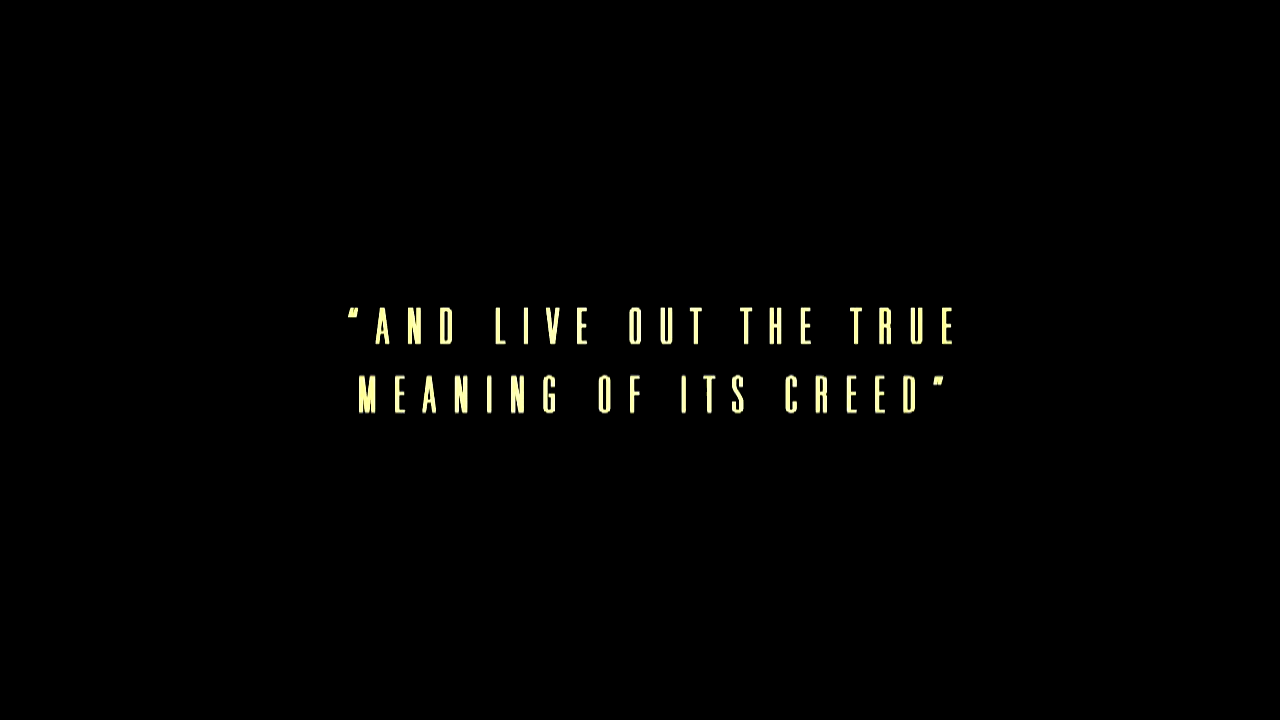 “AND LIVE OUT THE TRUE
MEANING OF ITS CREED”